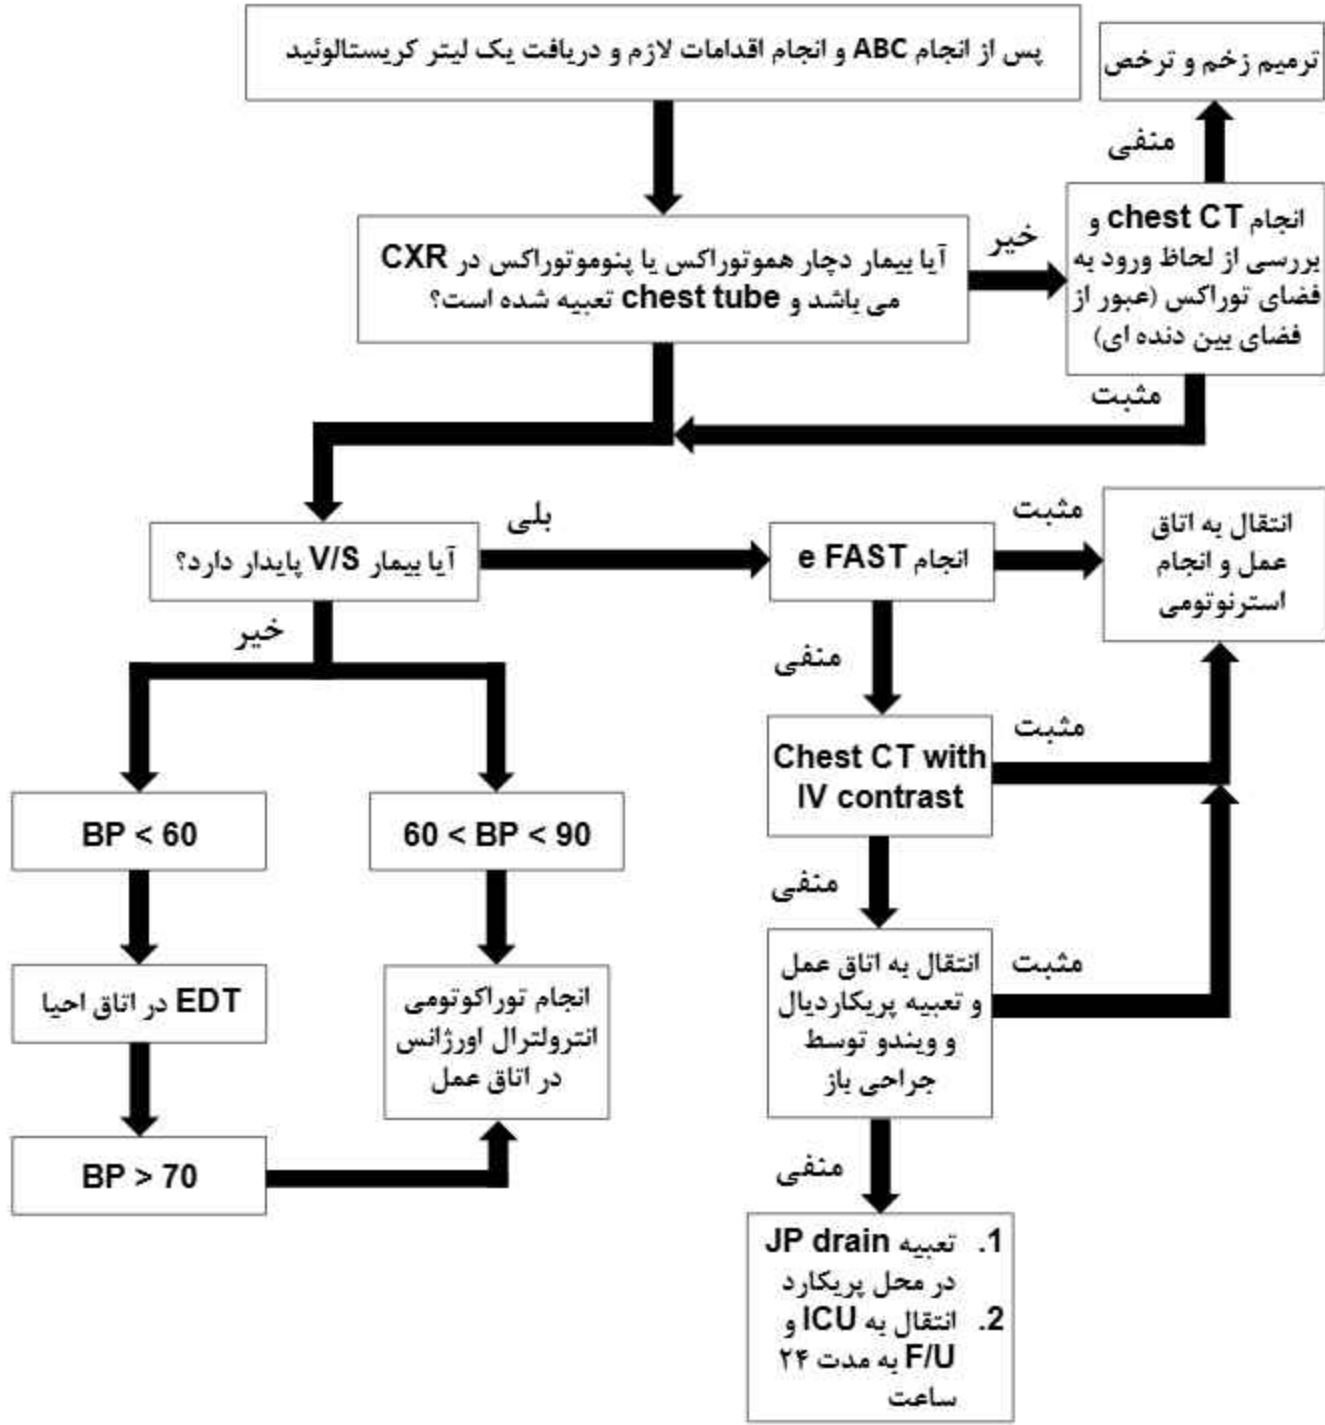 پس از انجام ABC و انجام اقدامات لازم و دریافت یک لیتر کریستالوئید
ترمیم زخم و ترخص
منفی
انجام chest CT و
بررسی از لحاظ ورود به
فضای توراکس (عبور از
فضای بین دنده ای)
خیر
آیا بیمار دچار هموتوراکس یا پنوموتوراکس در CXR
می باشد و chest tube تعبیه شده است؟
مثبت
آیا بیمار V/S پایدار دارد؟
بلی
انجام e FAST
مثبت
انتقال به اتاق
عمل و انجام
استرنوتومی
خیر
منفی
BP < 60
60 < BP < 90
Chest CT with
IV contrast
مثبت
منفی
EDT در اتاق احیا
انجام توراکوتومی
انترولترال اورژانس
در اتاق عمل
انتقال به اتاق عمل
و تعبیه پریکاردیال
و ویندو توسط
جراحی باز
مثبت
BP > 70
منفی
1. تعبیه JP drain
در محل پریکارد
2. انتقال به ICU و
F/U به مدت ۲۴
ساعت